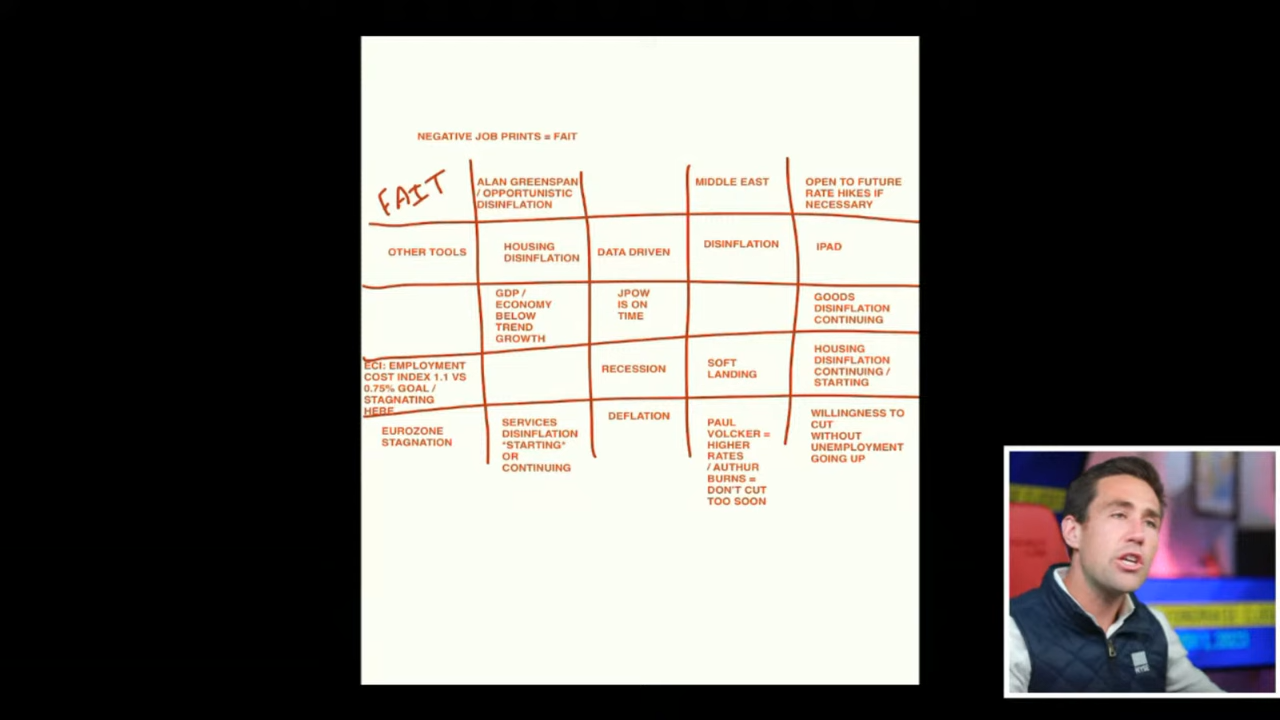 NEGATIVE JOB PRINTS = FAIT
FAIT
ALAN GREENSPAN
/ OPPORTUNISTIC
DISINFLATION
MIDDLE EAST
OPEN TO FUTURE
RATE HIKES IF
NECESSARY
OTHER TOOLS
HOUSING
DISINFLATION
DATA DRIVEN
DISINFLATION
IPAD
GDP /
ECONOMY
BELOW
TREND
GROWTH
JPOW
IS ON
TIME
GOODS
DISINFLATION
CONTINUING
ECI: EMPLOYMENT
COST INDEX 1.1 VS
0.75% GOAL /
STAGNATING
HERE
RECESSION
SOFT
LANDING
HOUSING
DISINFLATION
CONTINUING /
STARTING
EUROZONE
STAGNATION
SERVICES
DISINFLATION
*STARTING*
OR
CONTINUING
DEFLATION
PAUL
VOLCKER =
HIGHER
RATES
/ AUTHUR
BURNS =
DON'T CUT
TOO SOON
WILLINGNESS TO
CUT
WITHOUT
UNEMPLOYMENT
GOING UP
NYSE